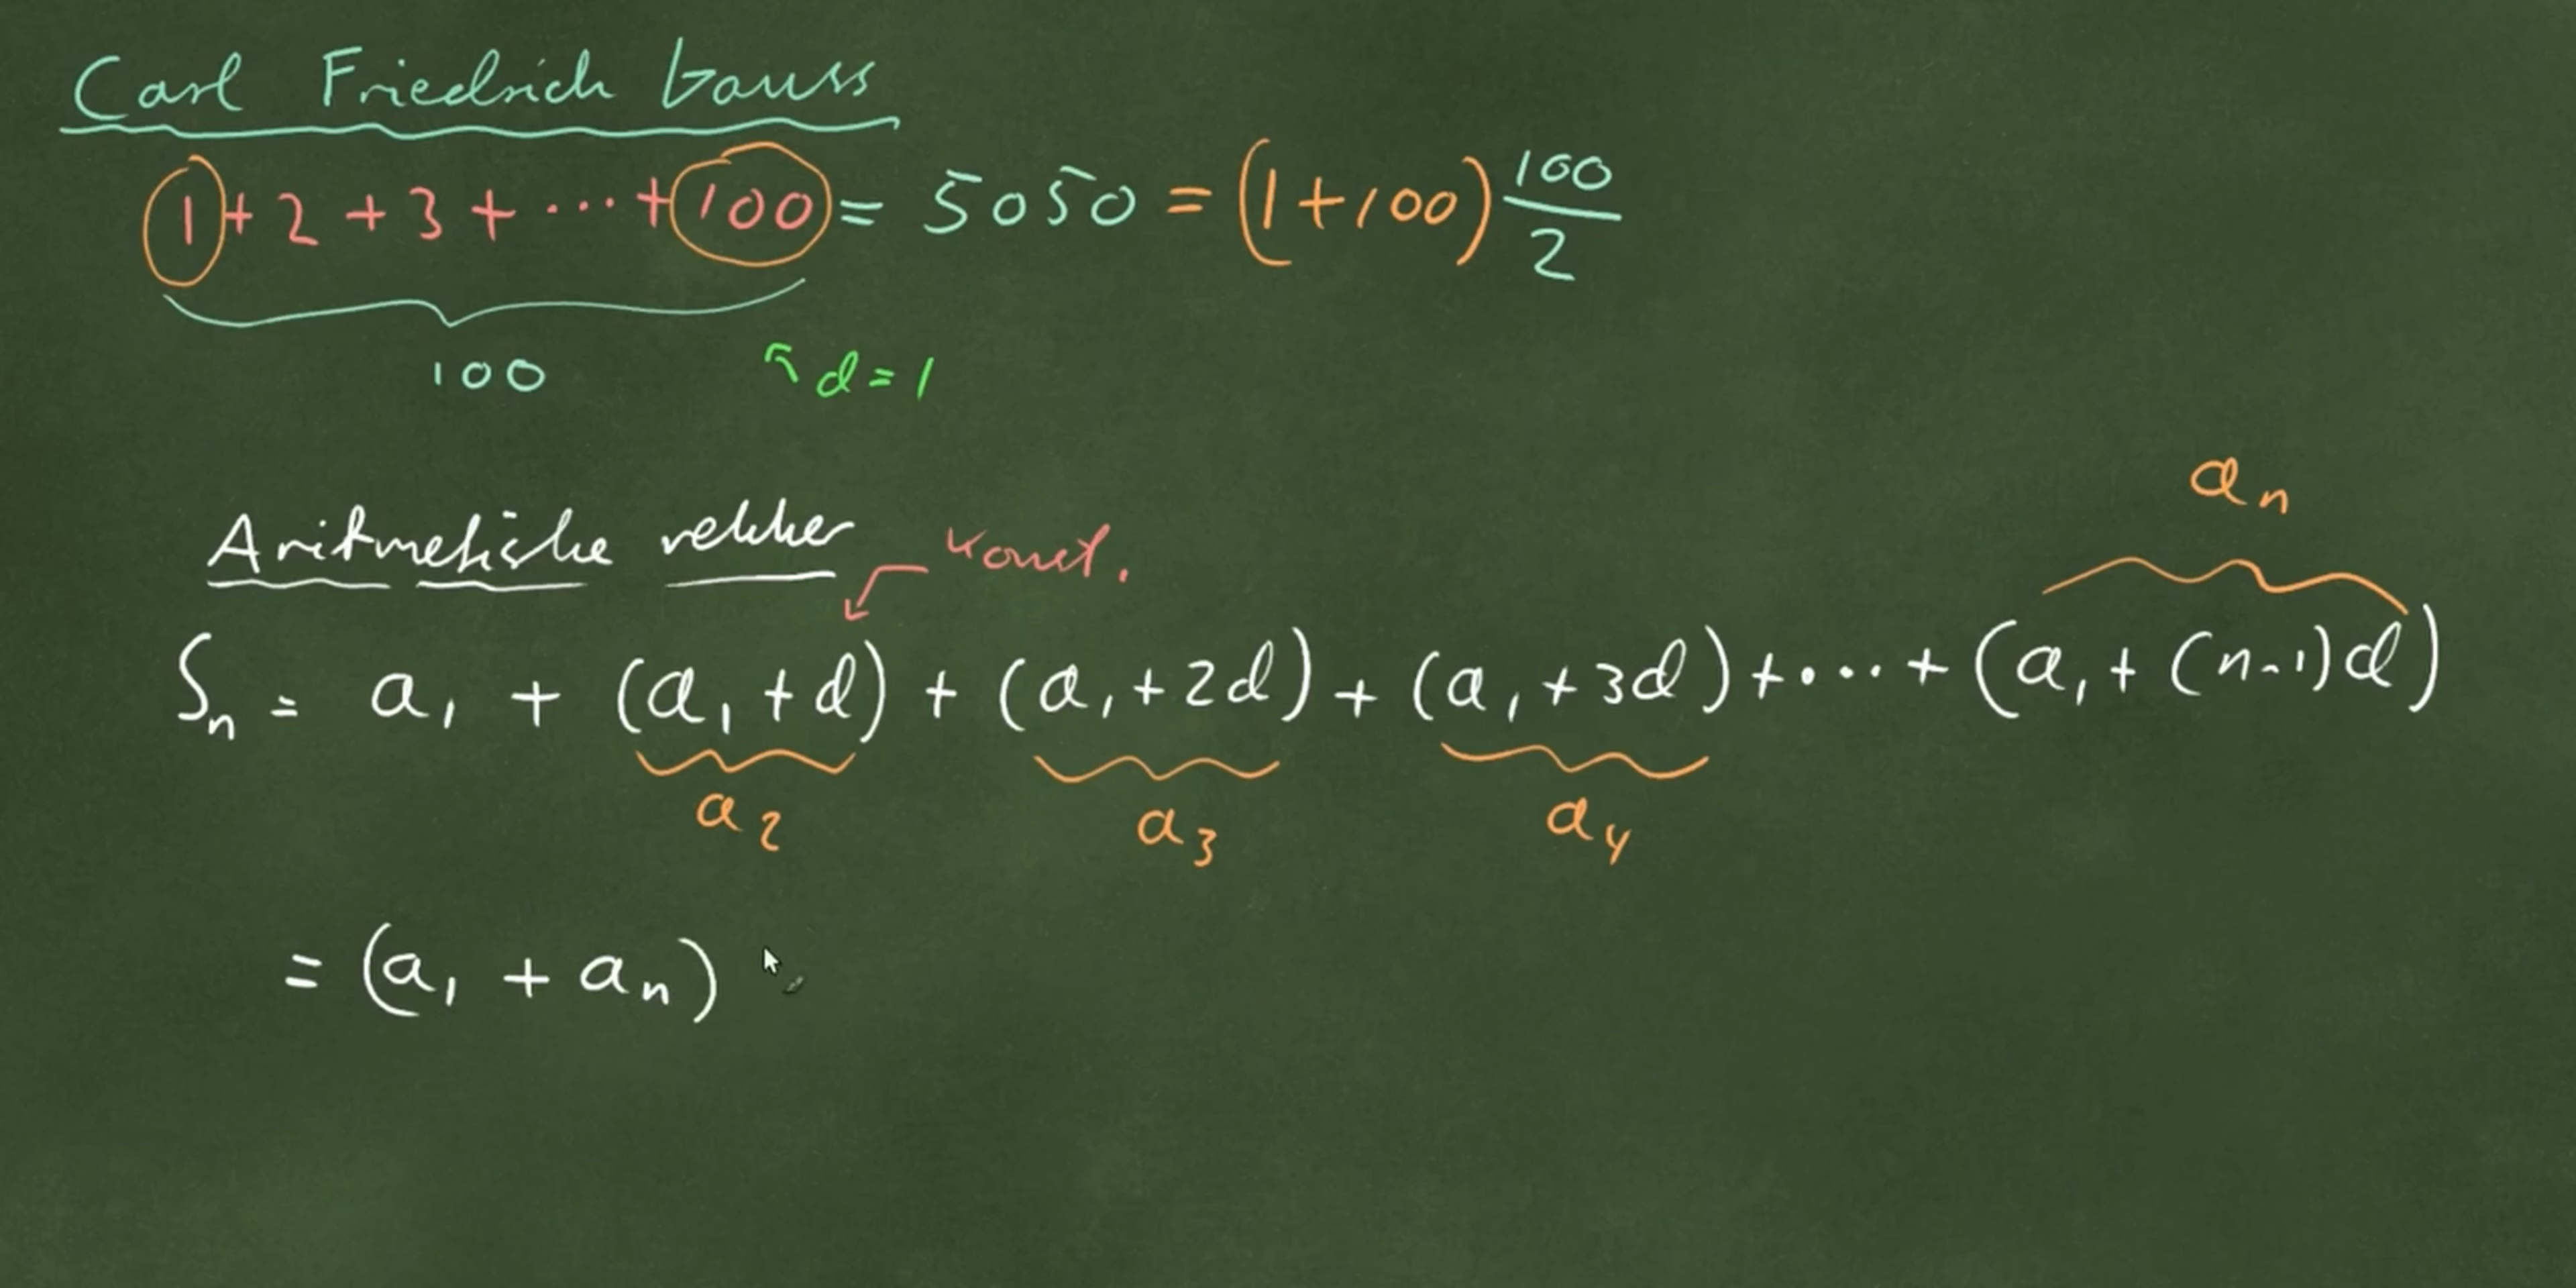 Carl Friedrich Gauss
1 + 2 + 3 + ... + 100 = 5050 = (1+100) 100/2
100
d = 1
aₙ
Aritmetiske rekker
konst.
Sₙ = a₁ + (a₁ + d) + (a₁ + 2d) + (a₁ + 3d) + ... + (a₁ + (n-1)d)
a₂ a₃ a₄
= (a₁ + aₙ)